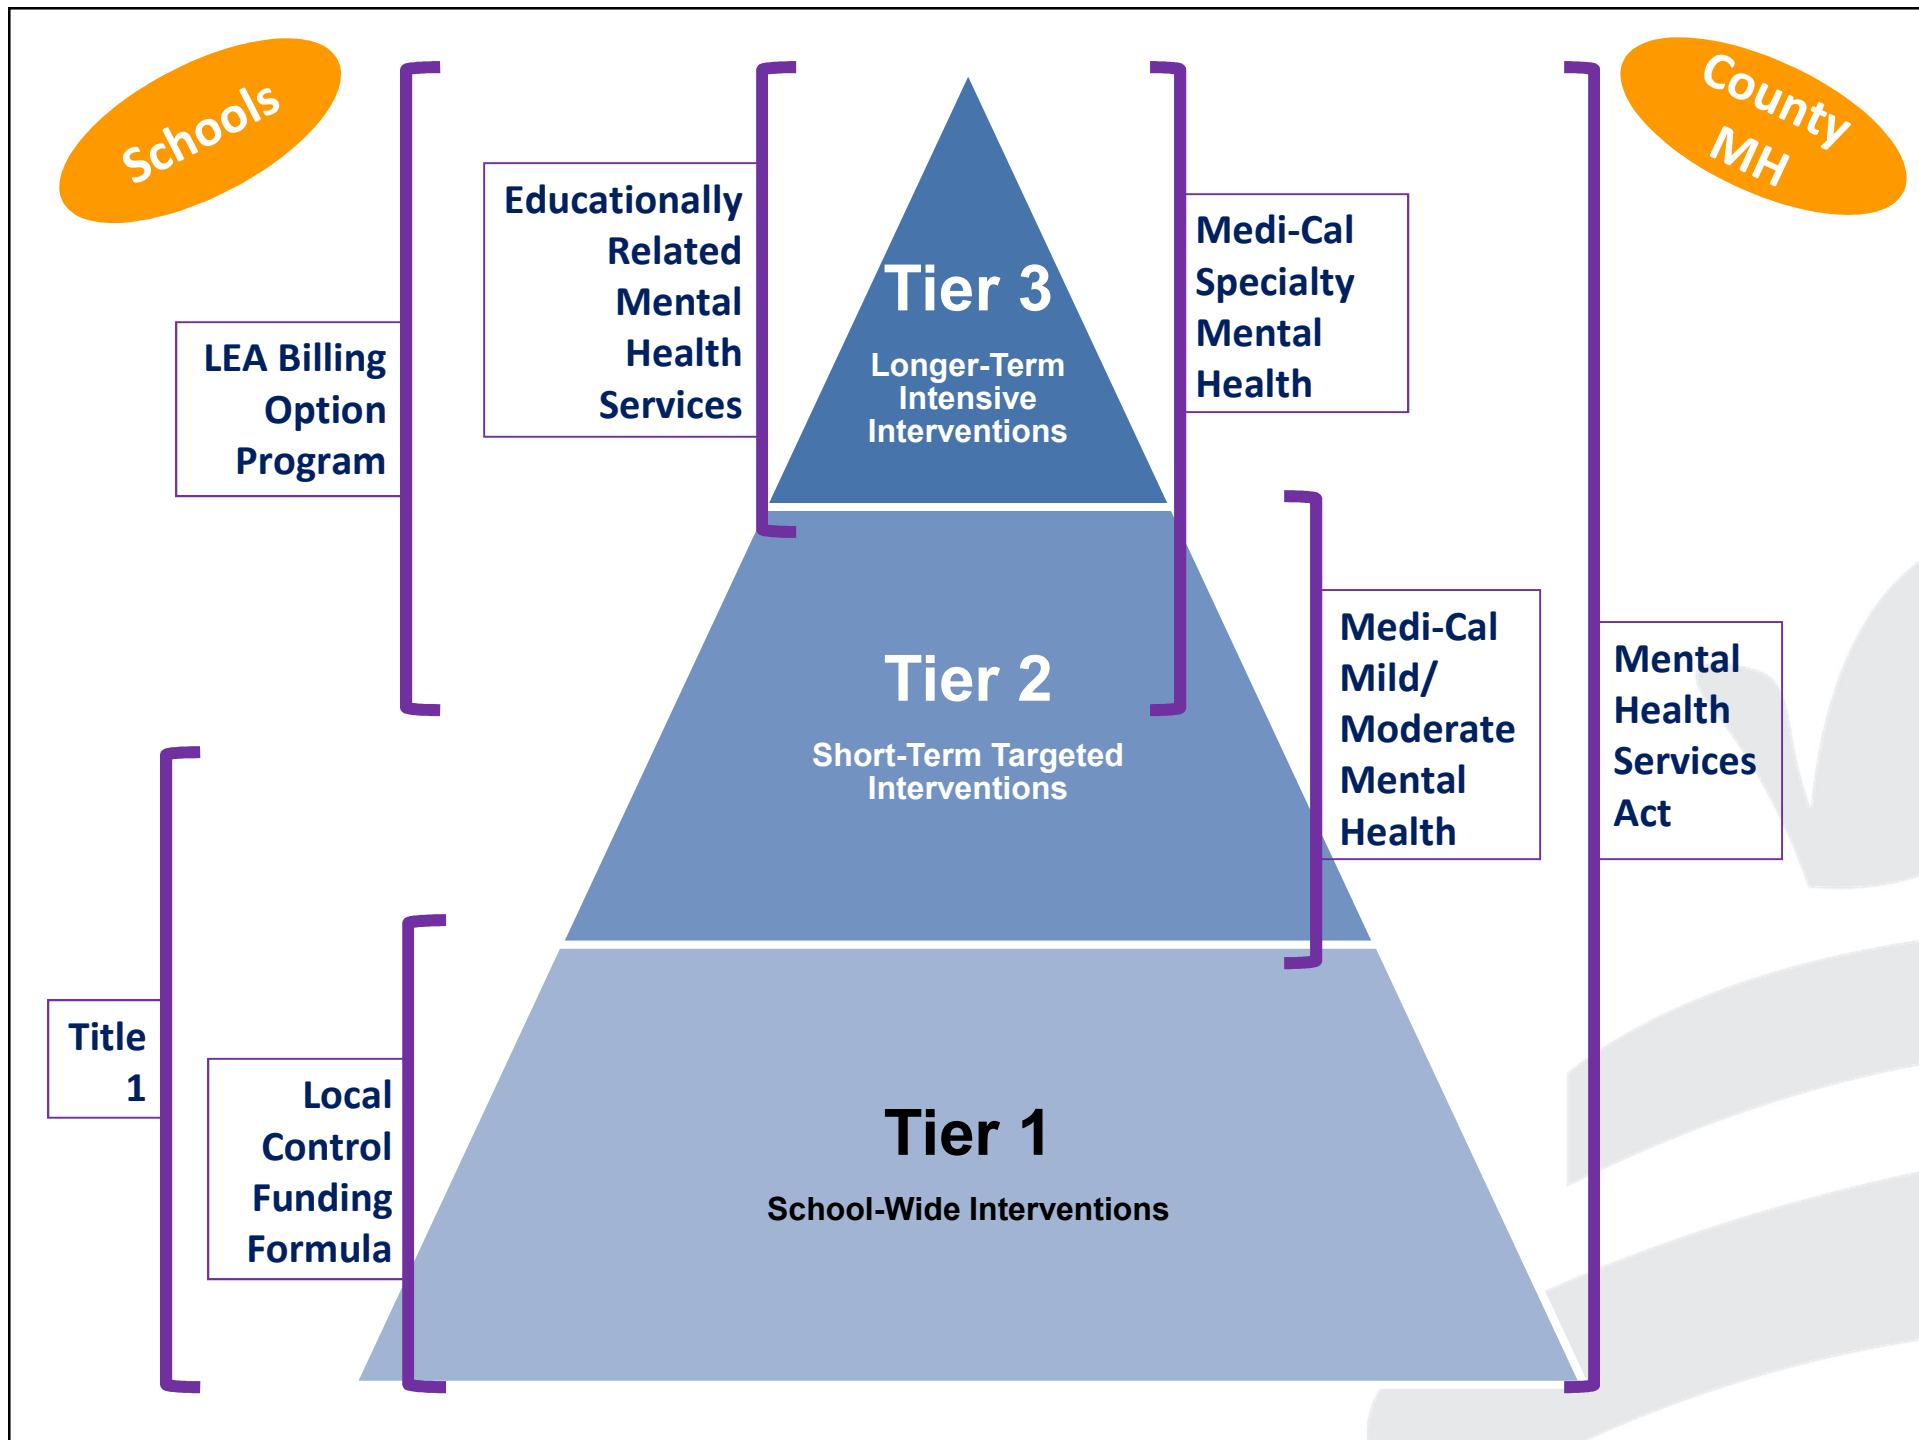 Schools
County
MH
Educationally
Related
Mental
Health
Services
LEA Billing
Option
Program
Tier 3
Longer-Term
Intensive
Interventions
Medi-Cal
Specialty
Mental
Health
Tier 2
Short-Term Targeted
Interventions
Medi-Cal
Mild/
Moderate
Mental
Health
Mental
Health
Services
Act
Title
1
Local
Control
Funding
Formula
Tier 1
School-Wide Interventions